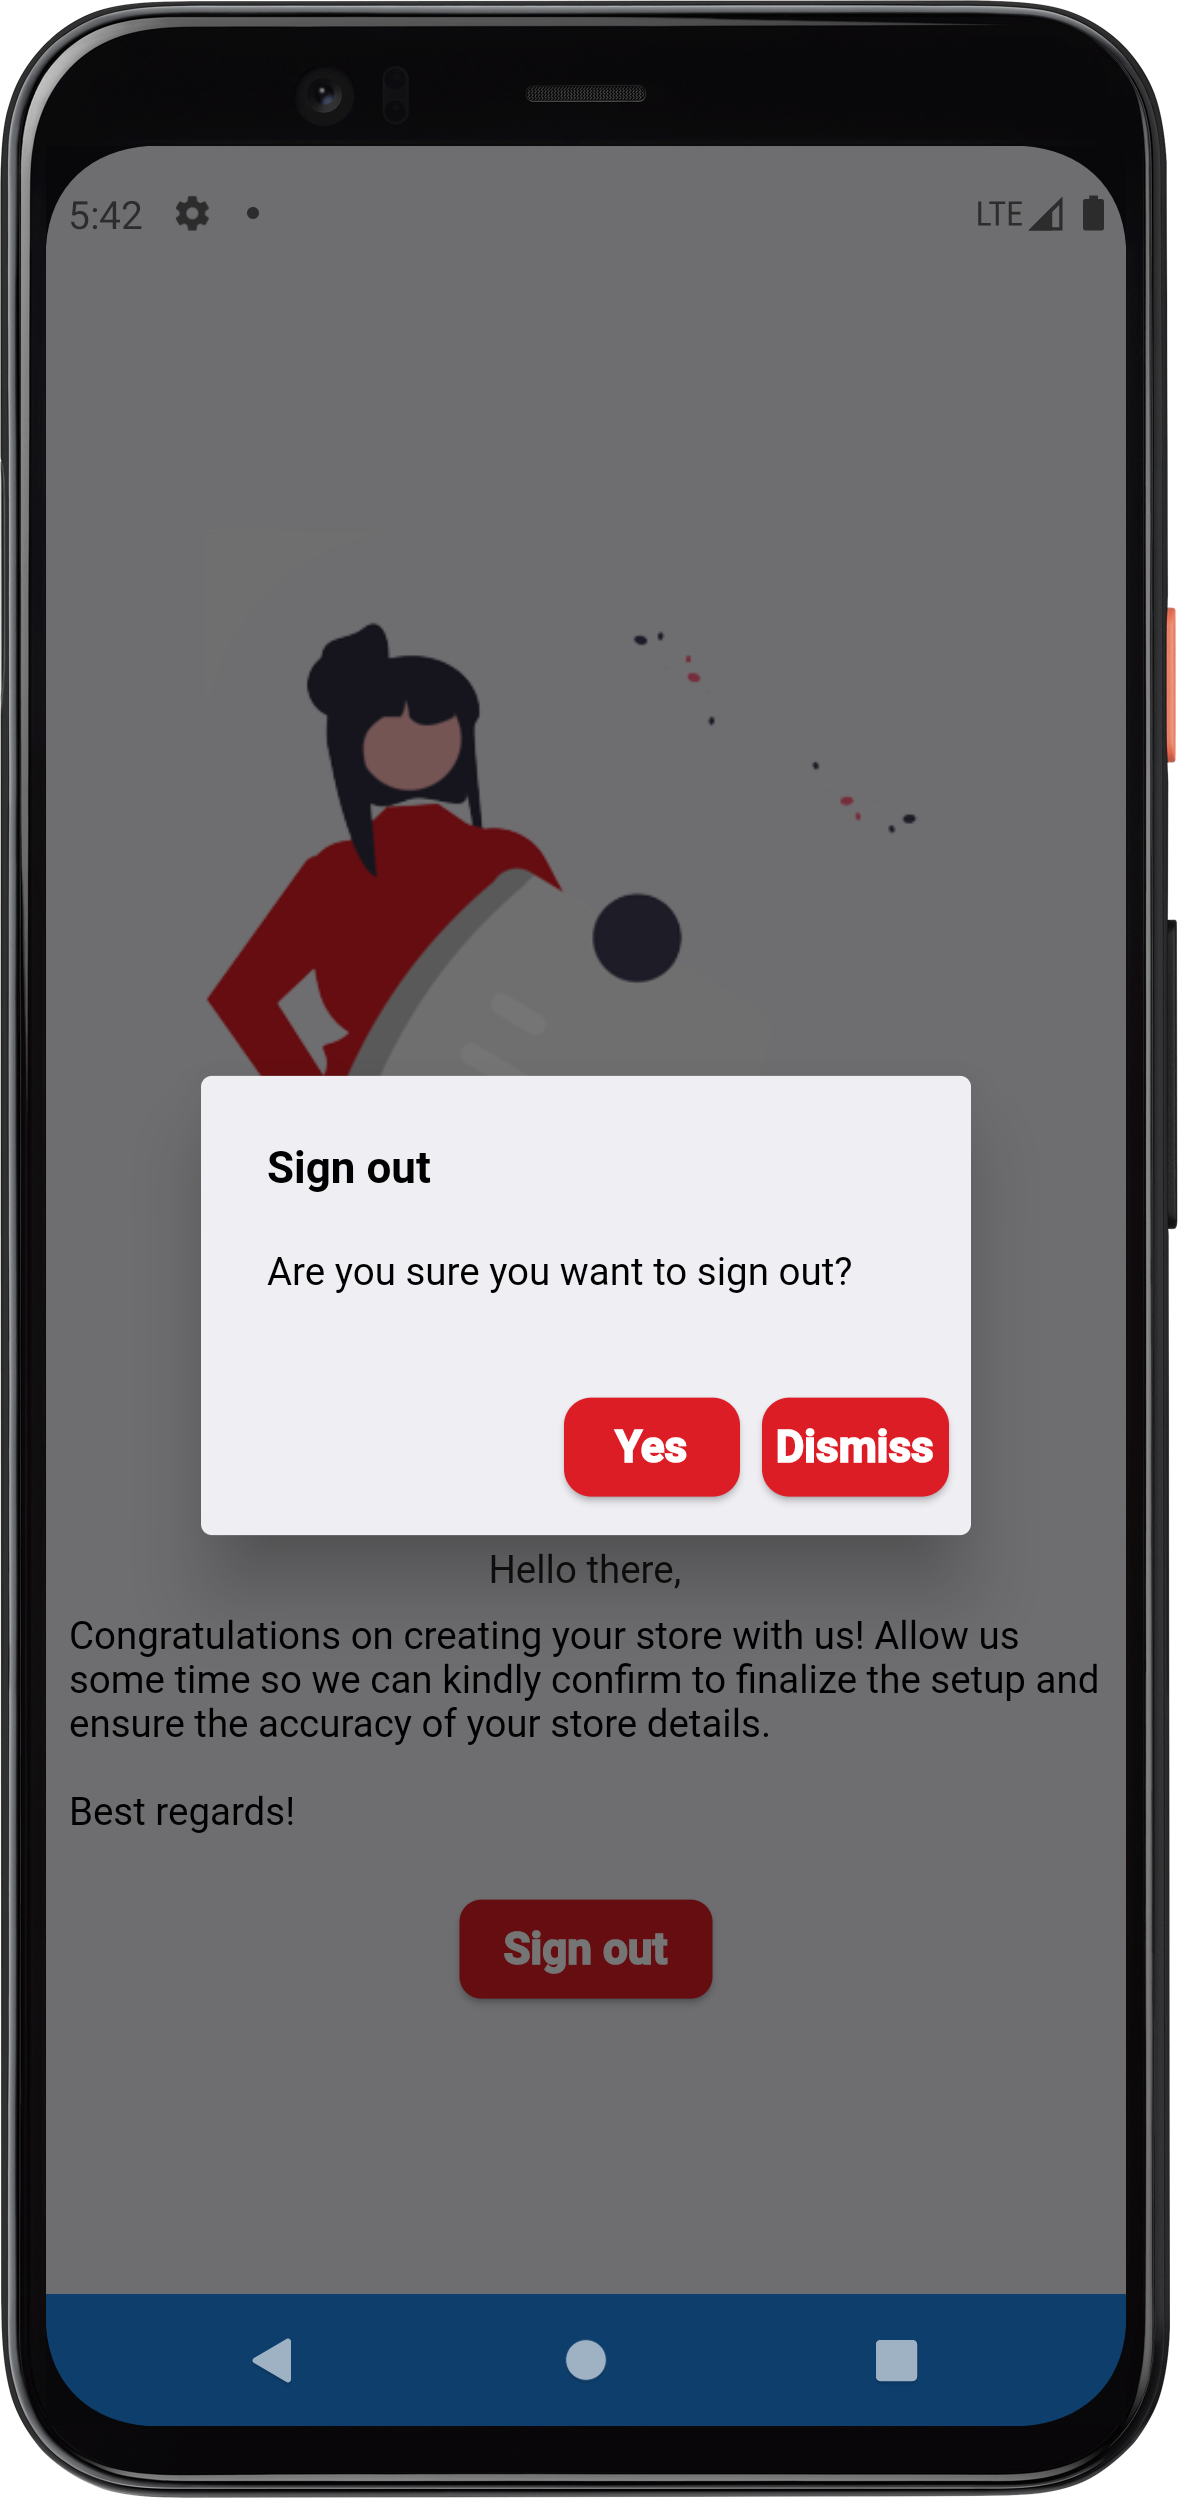 5:42
LTE
Sign out
Are you sure you want to sign out?
Yes
Dismiss
Hello there,
Congratulations on creating your store with us! Allow us
some time so we can kindly confirm to finalize the setup and
ensure the accuracy of your store details.
Best regards!
Sign out